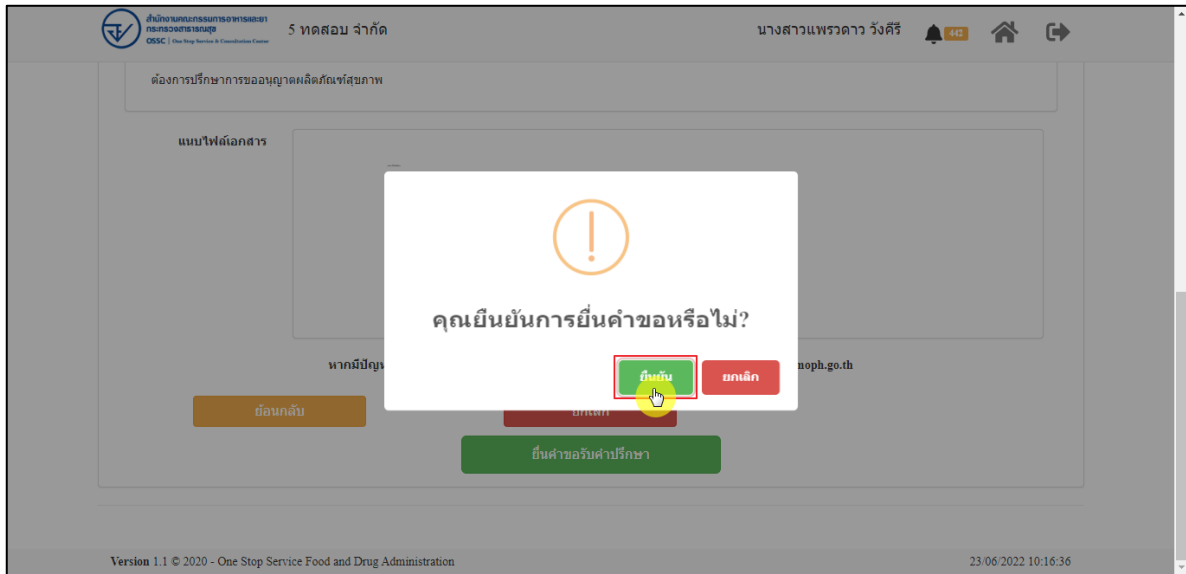 สำนักงานคณะกรรมการอาหารและยา
กระทรวงสาธารณสุข
OSSC | One Stop Service & Consultation Center
5 ทดสอบ จำกัด
นางสาวแพรวดาว วังคีรี
442
ต้องการปรึกษาการขออนุญาตผลิตภัณฑ์สุขภาพ
แนบไฟล์เอกสาร
คุณยืนยันการยื่นคำขอหรือไม่?
หากมีปัญห
moph.go.th
ยืนยัน
ยกเลิก
ย้อนกลับ
ยกเลิก
ยื่นคำขอรับคำปรึกษา
Version 1.1 © 2020 - One Stop Service Food and Drug Administration
23/06/2022 10:16:36